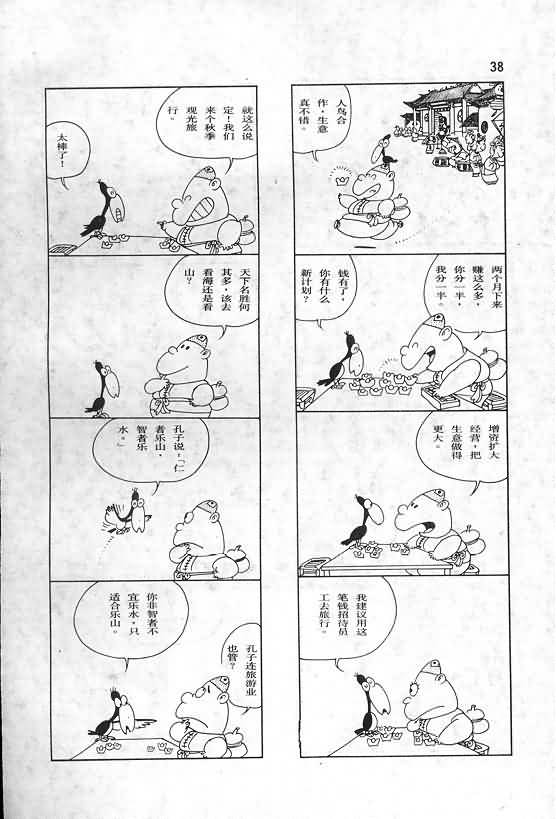 38
人鸟合
作，生意
真不错。
两个月下来
赚这么多，
你分一半，
我分一半。
钱有了，
你有什么
新计划？
增资扩大
经营，把
生意做得
更大。
我建议用这
笔钱招待员
工去旅行。
就这么说
定！我们
来个秋季
观光旅
行。
太棒了！
天下名胜何
其多，该去
看海还是看
山？
孔子说：「仁
者乐山，
智者乐
水。」
孔子连旅游业
也管？
你非智者不
宜乐水，只
适合乐山。